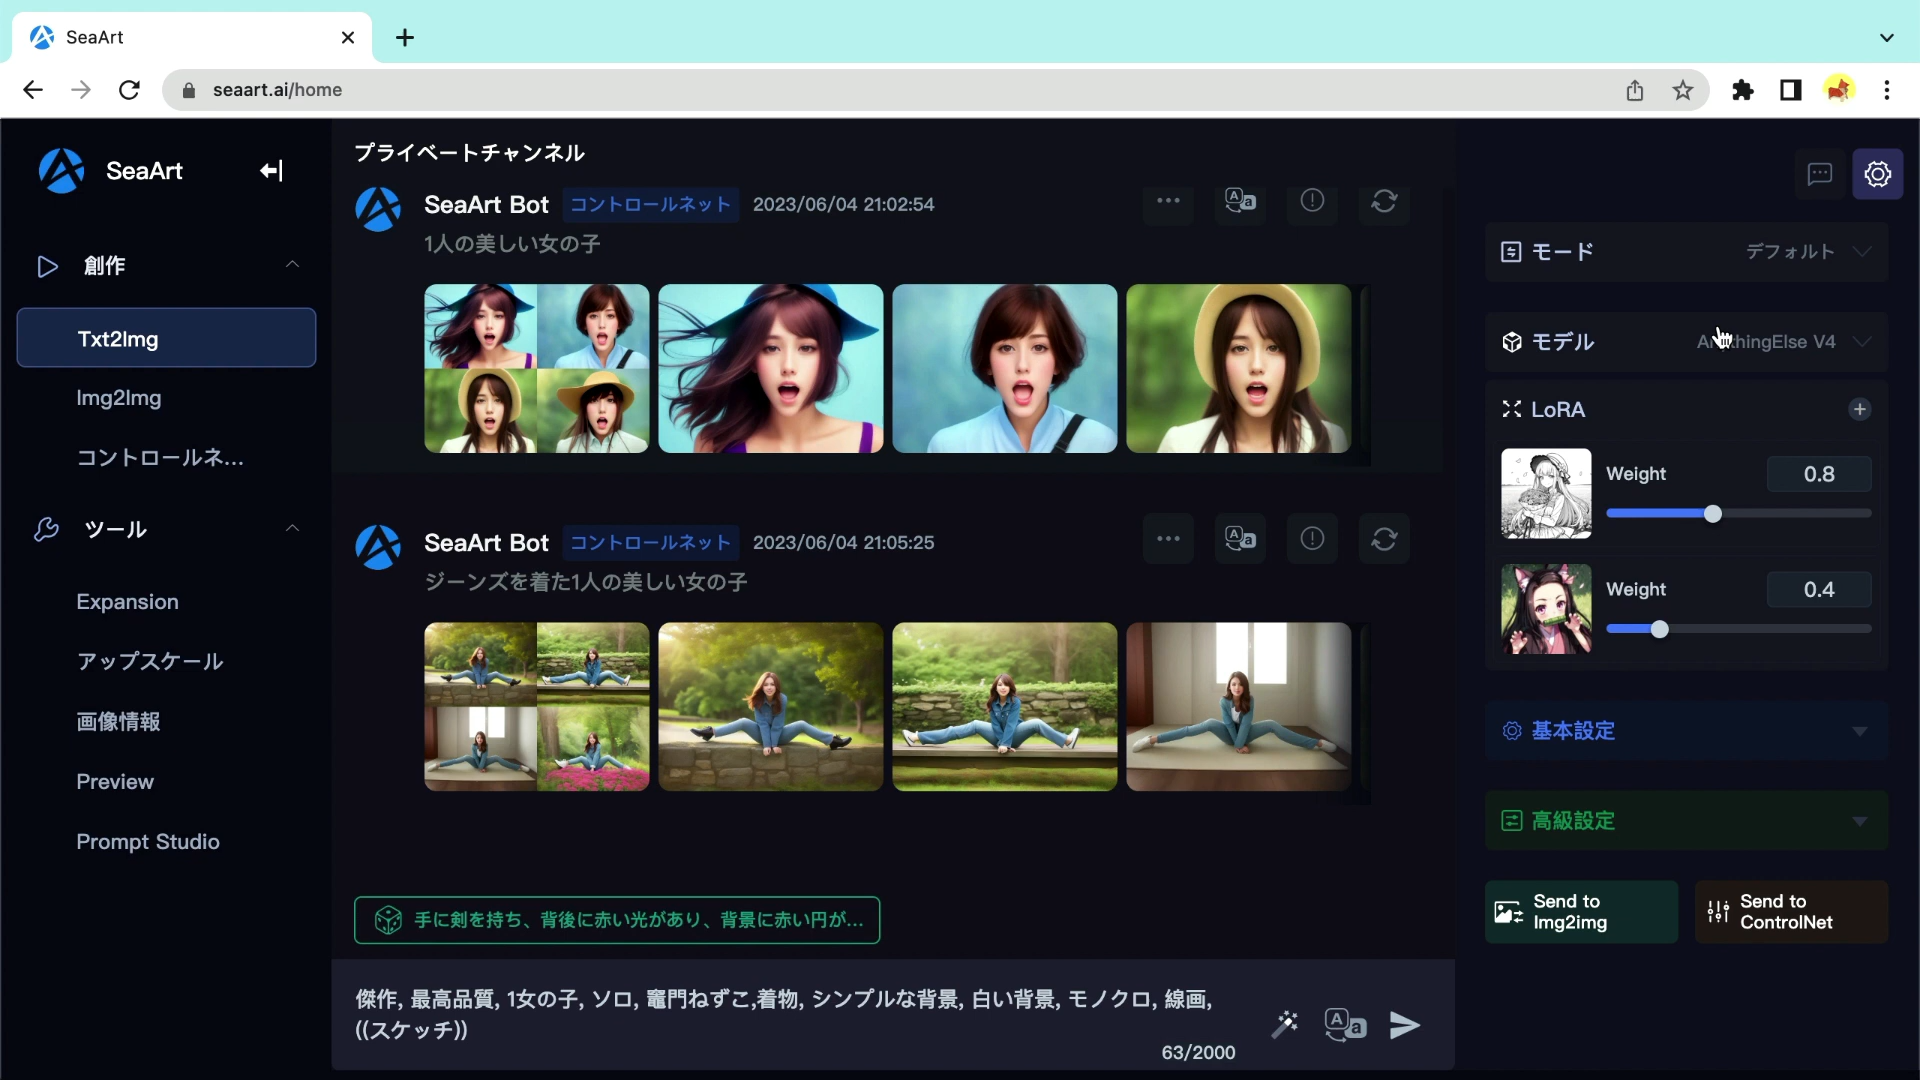 SeaArt
seaart.ai/home
SeaArt
創作
Txt2Img
Img2Img
コントロールネ...
ツール
Expansion
アップスケール
画像情報
Preview
Prompt Studio
プライベートチャンネル
SeaArt Bot コントロールネット 2023/06/04 21:02:54
1人の美しい女の子
SeaArt Bot コントロールネット 2023/06/04 21:05:25
ジーンズを着た1人の美しい女の子
手に剣を持ち、背後に赤い光があり、背景に赤い円が...
傑作, 最高品質, 1女の子, ソロ, 竈門ねずこ,着物, シンプルな背景, 白い背景, モノクロ, 線画,
((スケッチ))
63/2000
モード デフォルト
モデル
ElseV4
LoRA
Weight 0.8
Weight 0.4
基本設定
高級設定
Send to
Img2img
Send to
ControlNet